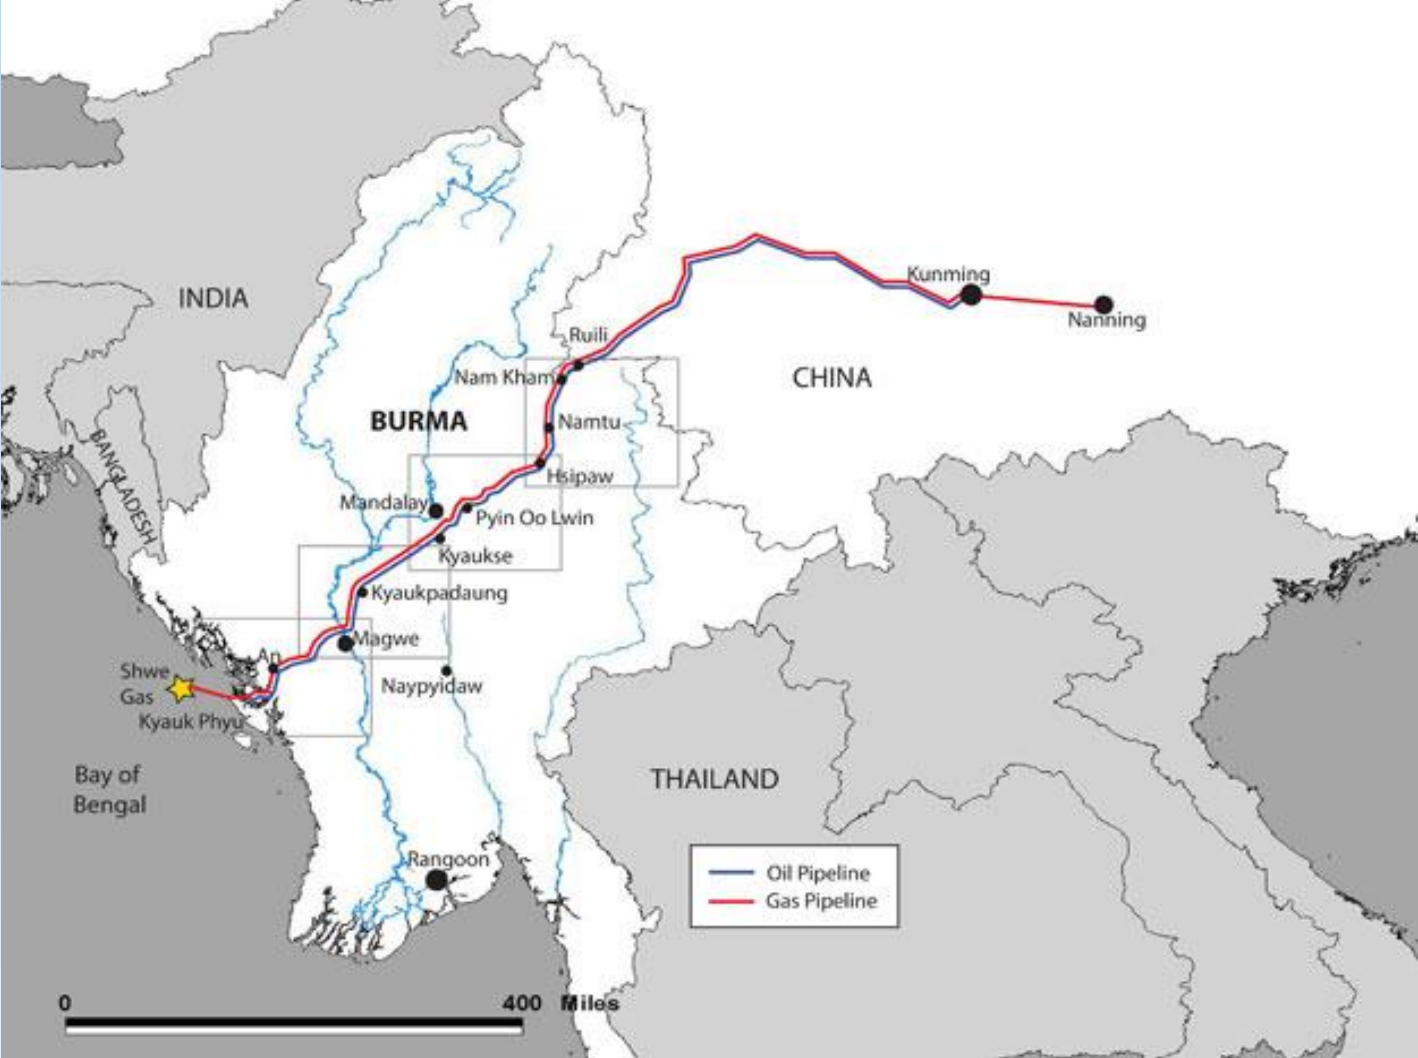 Kunming
INDIA
Nanning
Ruili
CHINA
Nam Kham
BURMA
Namtu
BANGLADESH
Hsipaw
Mandalay
Pyin Oo Lwin
Kyaukse
Kyaukpadaung
Magwe
An
Shwe
Gas
Naypyidaw
Kyauk Phyu
Bay of
Bengal
THAILAND
Rangoon
Oil Pipeline
Gas Pipeline
0 400 Miles